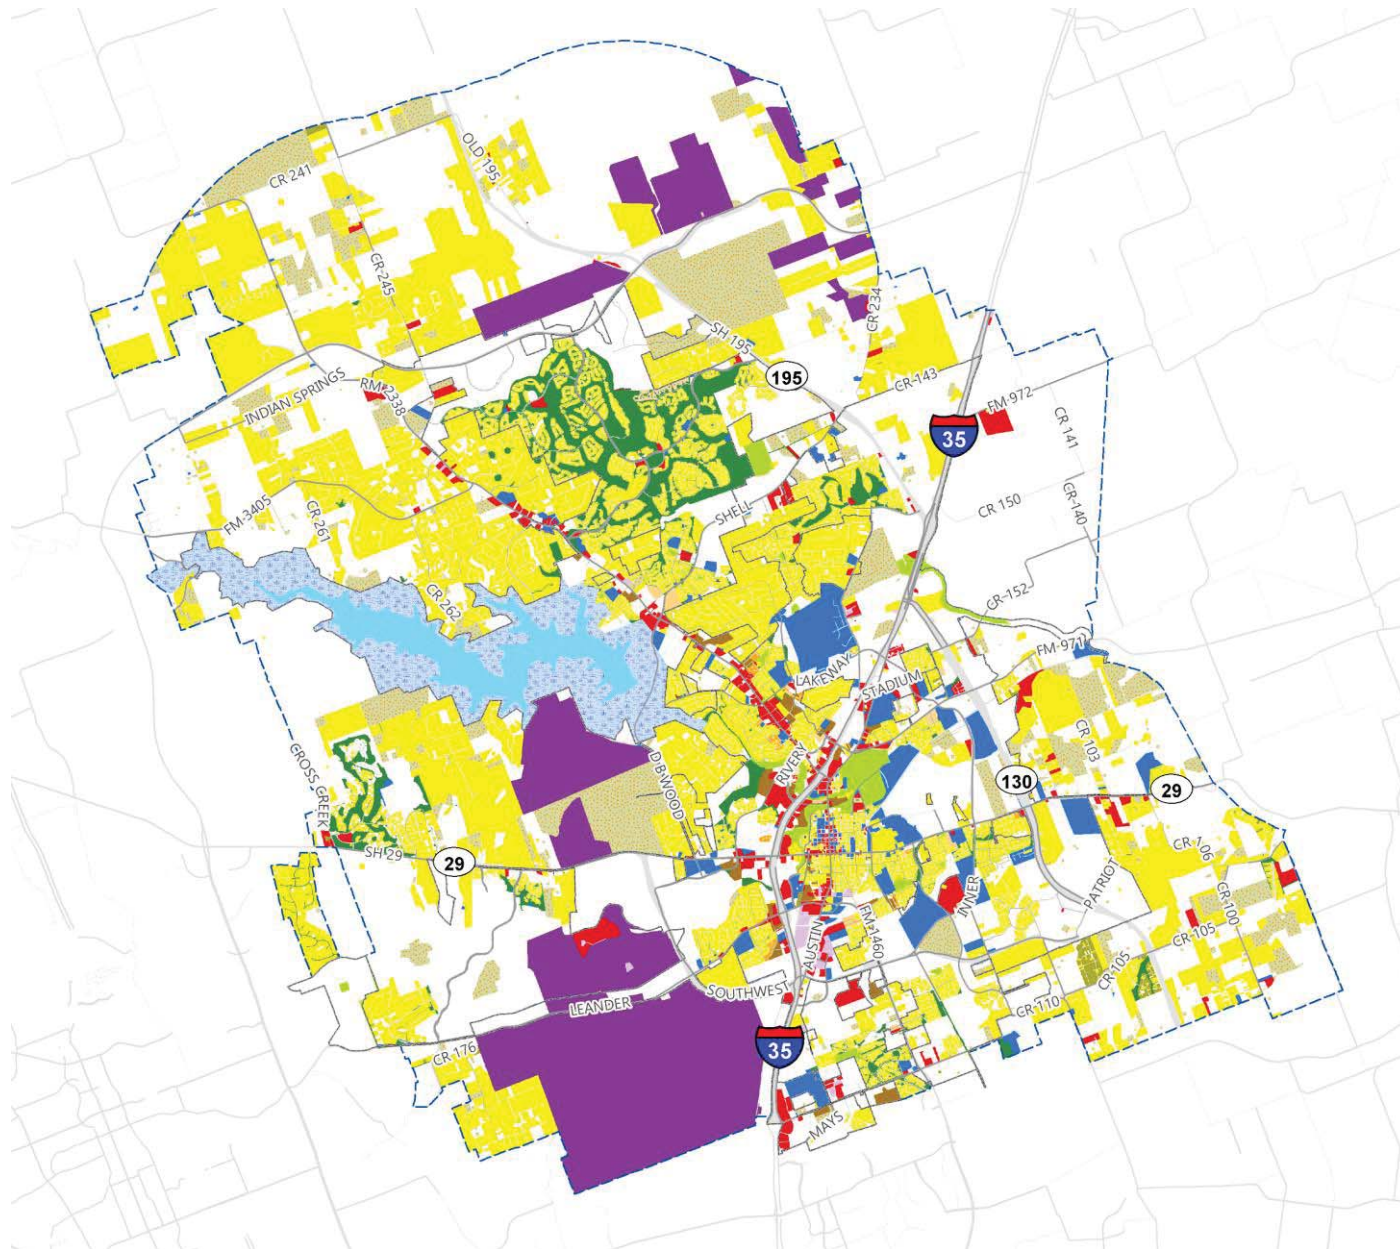 OLD 195
CR 241
CR 245
CR 234
SH 195
195
CR 143
INDIAN SPRINGS
RM 2338
FM 972
35
CR 141
CR 140
CR 150
FM 3405
CR 261
SHELL
CR 262
CR 152
FM 971
LAKEWAY
STADIUM
CROSS CREEK
D B WOOD
RIVERY
CR 103
130
29
SH 29
29
CR 106
PATRIOT
INNER
CR 100
FM 1460
AUSTIN
CR 105
CR 105
SOUTHWEST
LEANDER
CR 110
CR 176
35
MAYS